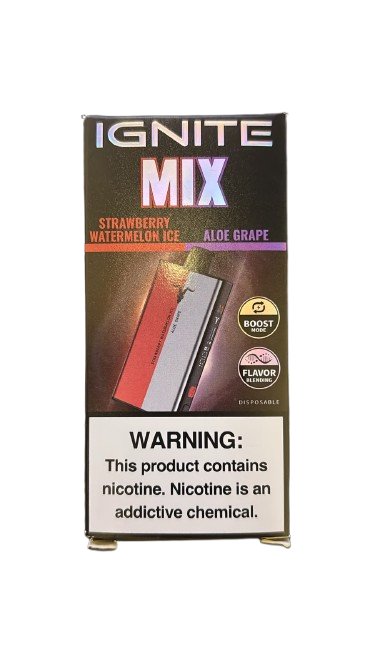 IGNITE
MIX
STRAWBERRY
WATERMELON ICE
ALOE GRAPE
BOOST
MODE
FLAVOR
BLENDING
DISPOSABLE
WARNING:
This product contains
nicotine. Nicotine is an
addictive chemical.